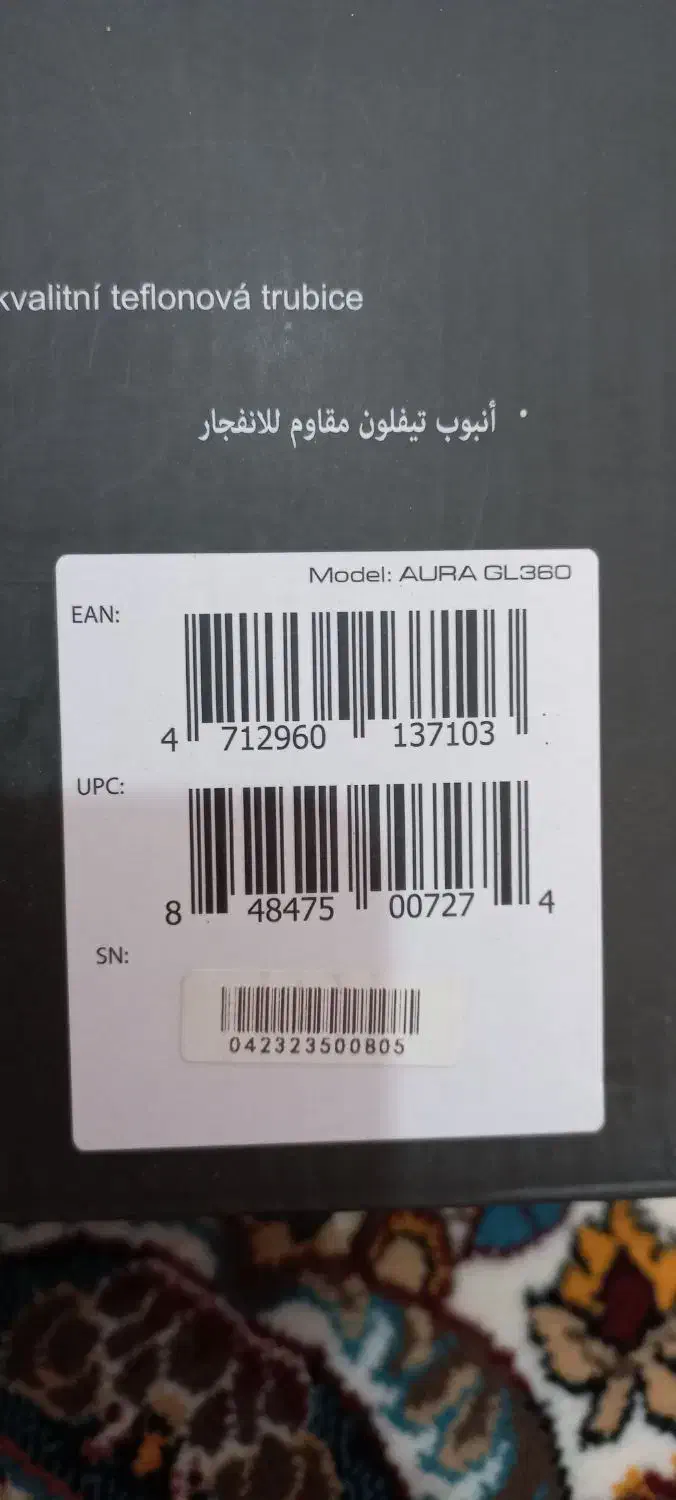 kvalitní teflonová trubice
• أنبوب تيفلون مقاوم للانفجار
Model: AURA GL360
EAN:
4 712960 137103
UPC:
8 48475 00727 4
SN:
042323500805